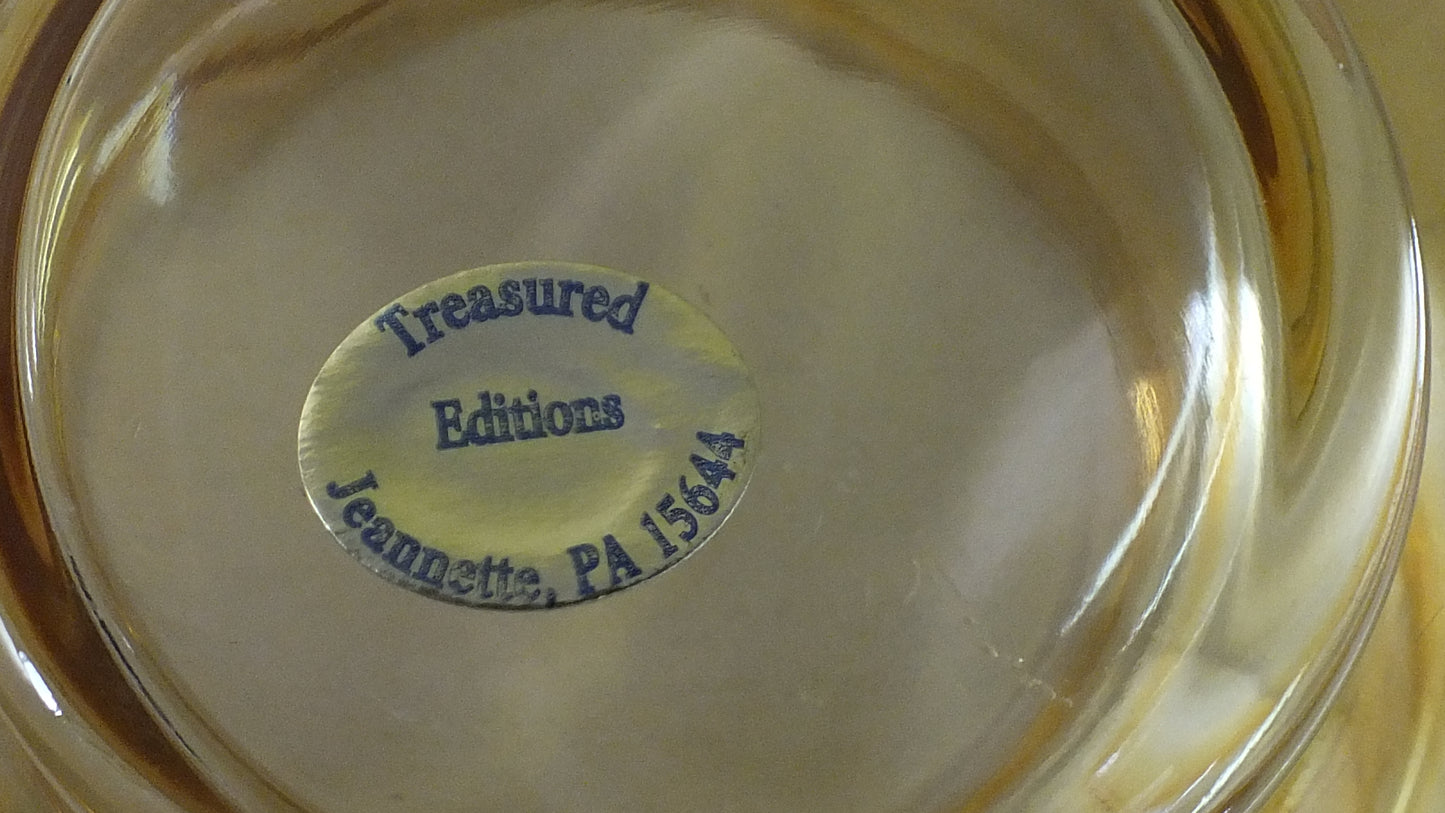 Treasured
Editions
Jeannette, PA 15644